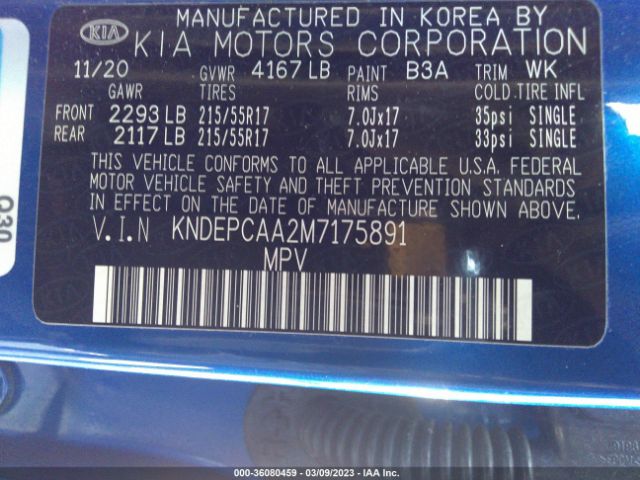 MANUFACTURED IN KOREA BY
KIA KIA MOTORS CORPORATION
11/20 GVWR 4167 LB PAINT B3A TRIM WK
GAWR TIRES RIMS COLD TIRE INFL
FRONT 2293 LB 215/55R17 7.0Jx17 35psi SINGLE
REAR 2117 LB 215/55R17 7.0Jx17 33psi SINGLE
THIS VEHICLE CONFORMS TO ALL APPLICABLE U.S.A. FEDERAL
MOTOR VEHICLE SAFETY AND THEFT PREVENTION STANDARDS
IN EFFECT ON THE DATE OF MANUFACTURE SHOWN ABOVE.
V.I.N KNDEPCAA2M7175891
MPV
030
000-36080459 - 03/09/2023 - IAA Inc.